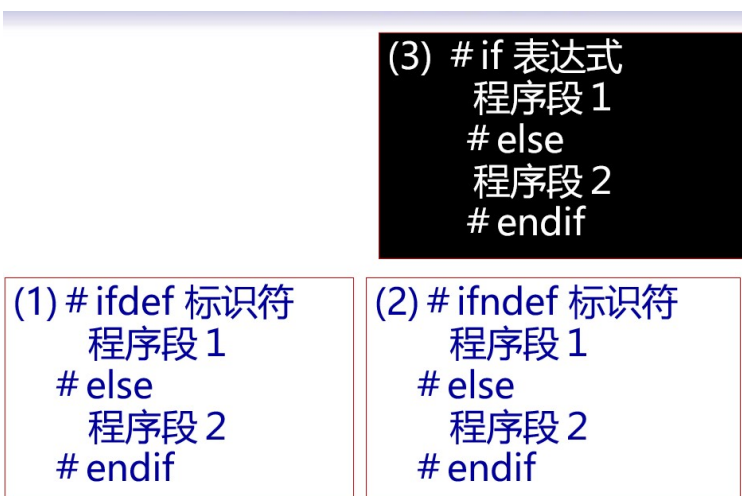 (3) # if 表达式
程序段1
# else
程序段2
# endif
(1) # ifdef 标识符
程序段1
# else
程序段2
# endif
(2) # ifndef 标识符
程序段1
# else
程序段2
# endif